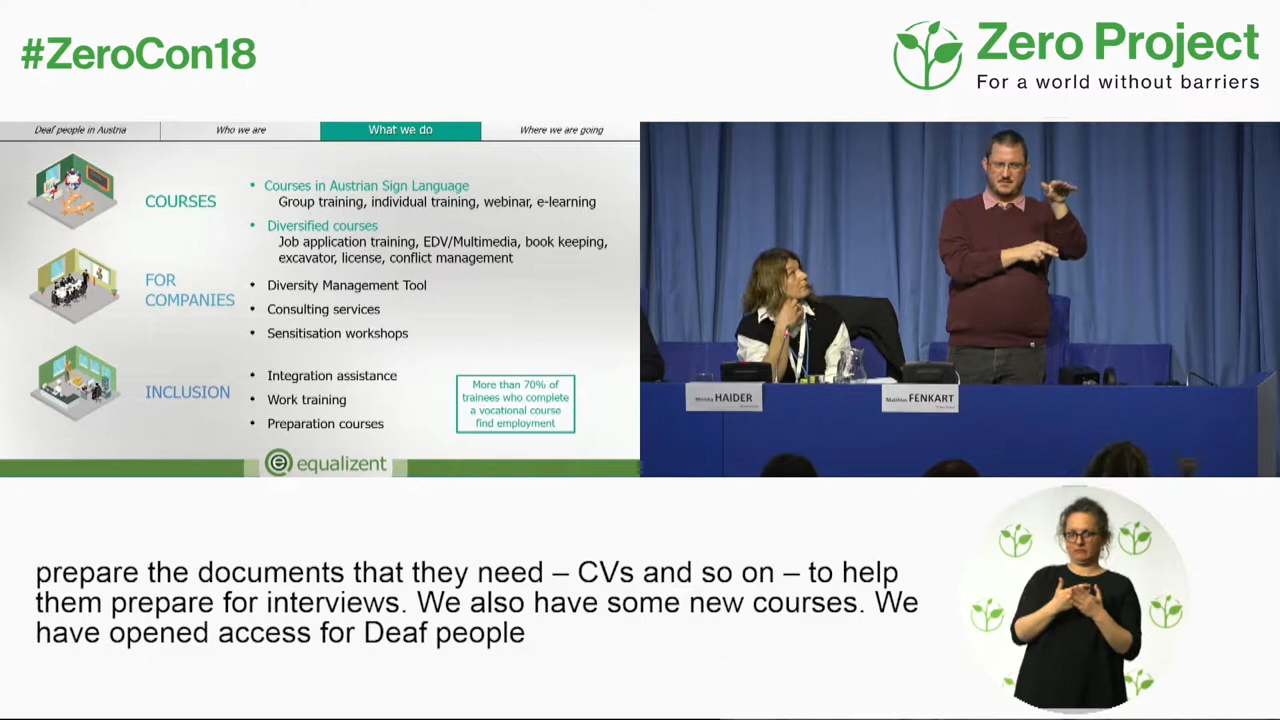 #ZeroCon18
Zero Project
For a world without barriers
Deaf people in Austria
Who we are
What we do
Where we are going
COURSES
• Courses in Austrian Sign Language
Group training, individual training, webinar, e-learning
• Diversified courses
Job application training, EDV/Multimedia, book keeping,
excavator, license, conflict management
FOR
COMPANIES
• Diversity Management Tool
• Consulting services
• Sensitisation workshops
INCLUSION
• Integration assistance
• Work training
• Preparation courses
More than 70% of
trainees who complete
a vocational course
find employment
e equalizent
Monika HAIDER
FENKART
prepare the documents that they need – CVs and so on – to help
them prepare for interviews. We also have some new courses. We
have opened access for Deaf people